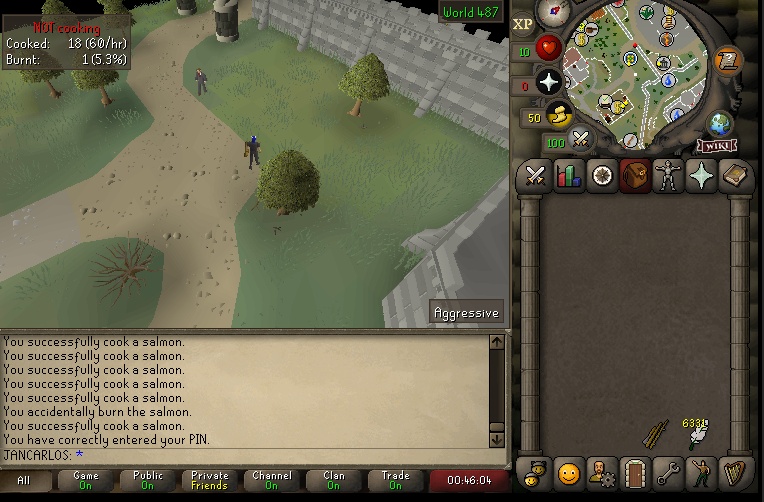 NOT cooking
Cooked: 18 (60/hr)
Burnt: 1 (5.3%)
World 487
XP
10
0
50
100
WIKI
Aggressive
You successfully cook a salmon.
You successfully cook a salmon.
You successfully cook a salmon.
You successfully cook a salmon.
You successfully cook a salmon.
You accidentally burn the salmon.
You successfully cook a salmon.
You have correctly entered your PIN.
JANCARLOS: *
6331
All
Game
On
Public
On
Private
Friends
Channel
On
Clan
On
Trade
On
00:46:04